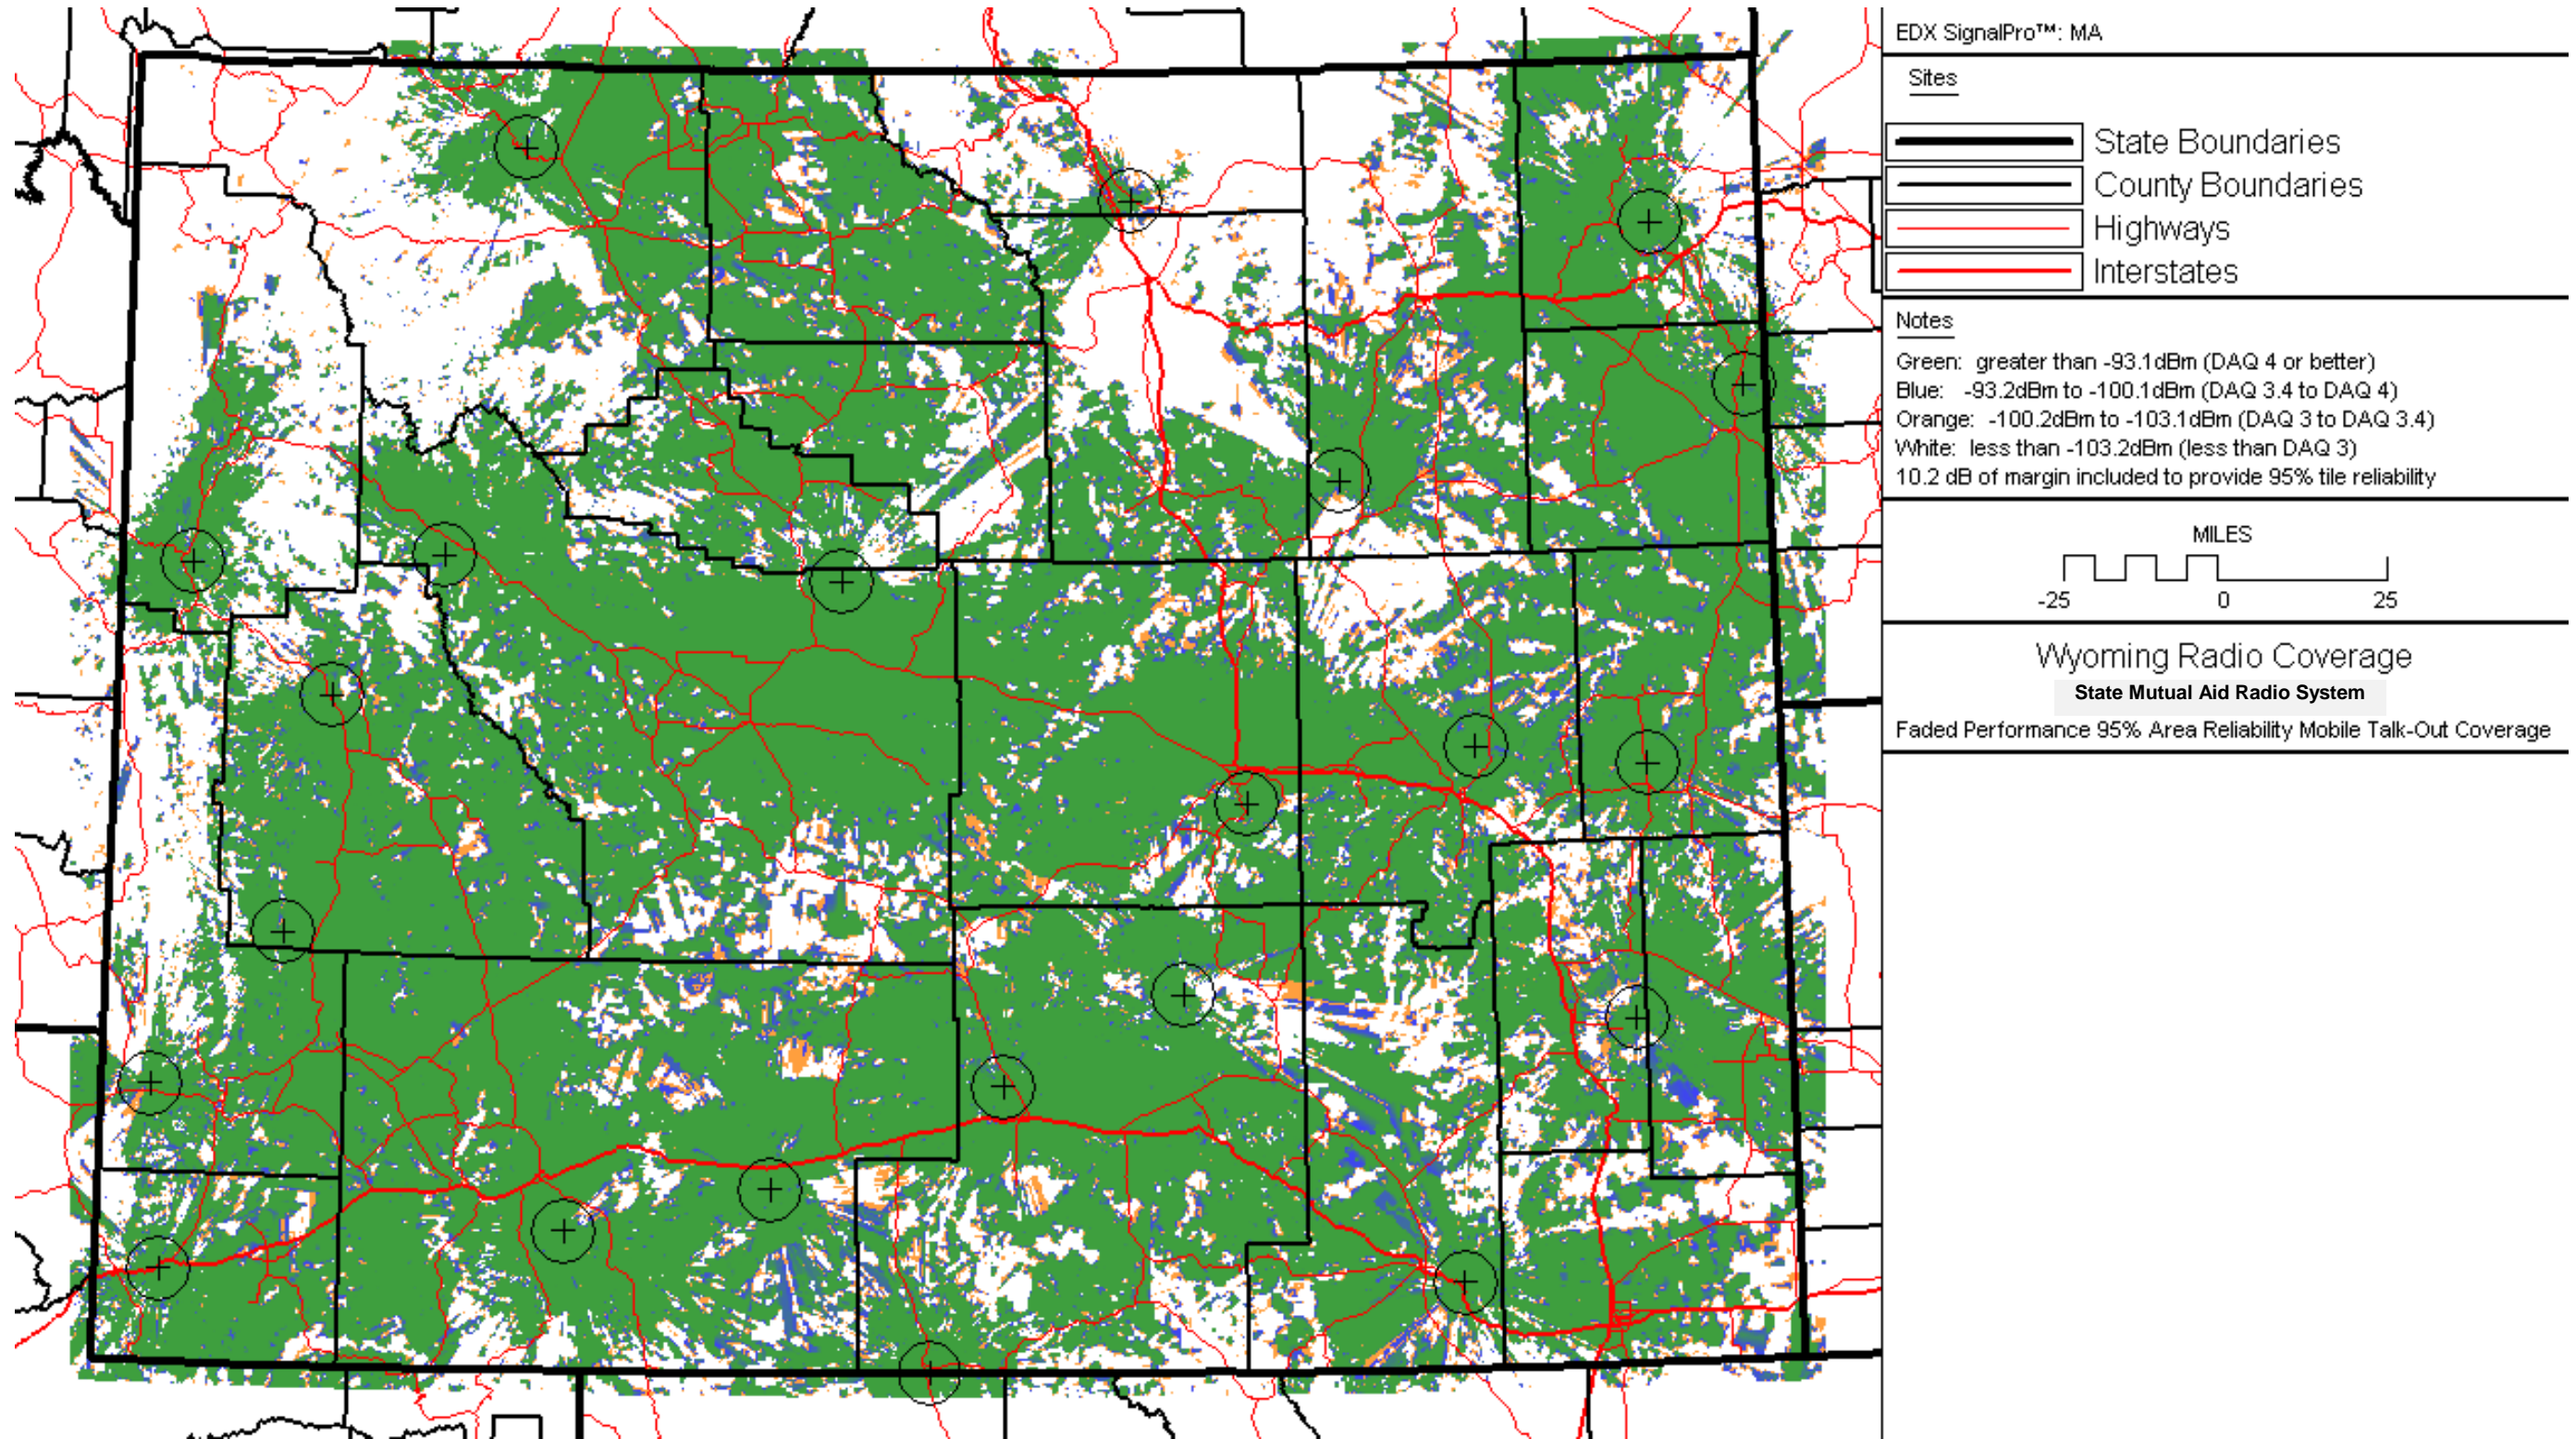 EDX SignalPro™: MA
Sites
State Boundaries
County Boundaries
Highways
Interstates
Notes
Green: greater than -93.1dBm (DAQ 4 or better)
Blue: -93.2dBm to -100.1dBm (DAQ 3.4 to DAQ 4)
Orange: -100.2dBm to -103.1dBm (DAQ 3 to DAQ 3.4)
White: less than -103.2dBm (less than DAQ 3)
10.2 dB of margin included to provide 95% tile reliability
MILES
-25 0 25
Wyoming Radio Coverage
State Mutual Aid Radio System
Faded Performance 95% Area Reliability Mobile Talk-Out Coverage